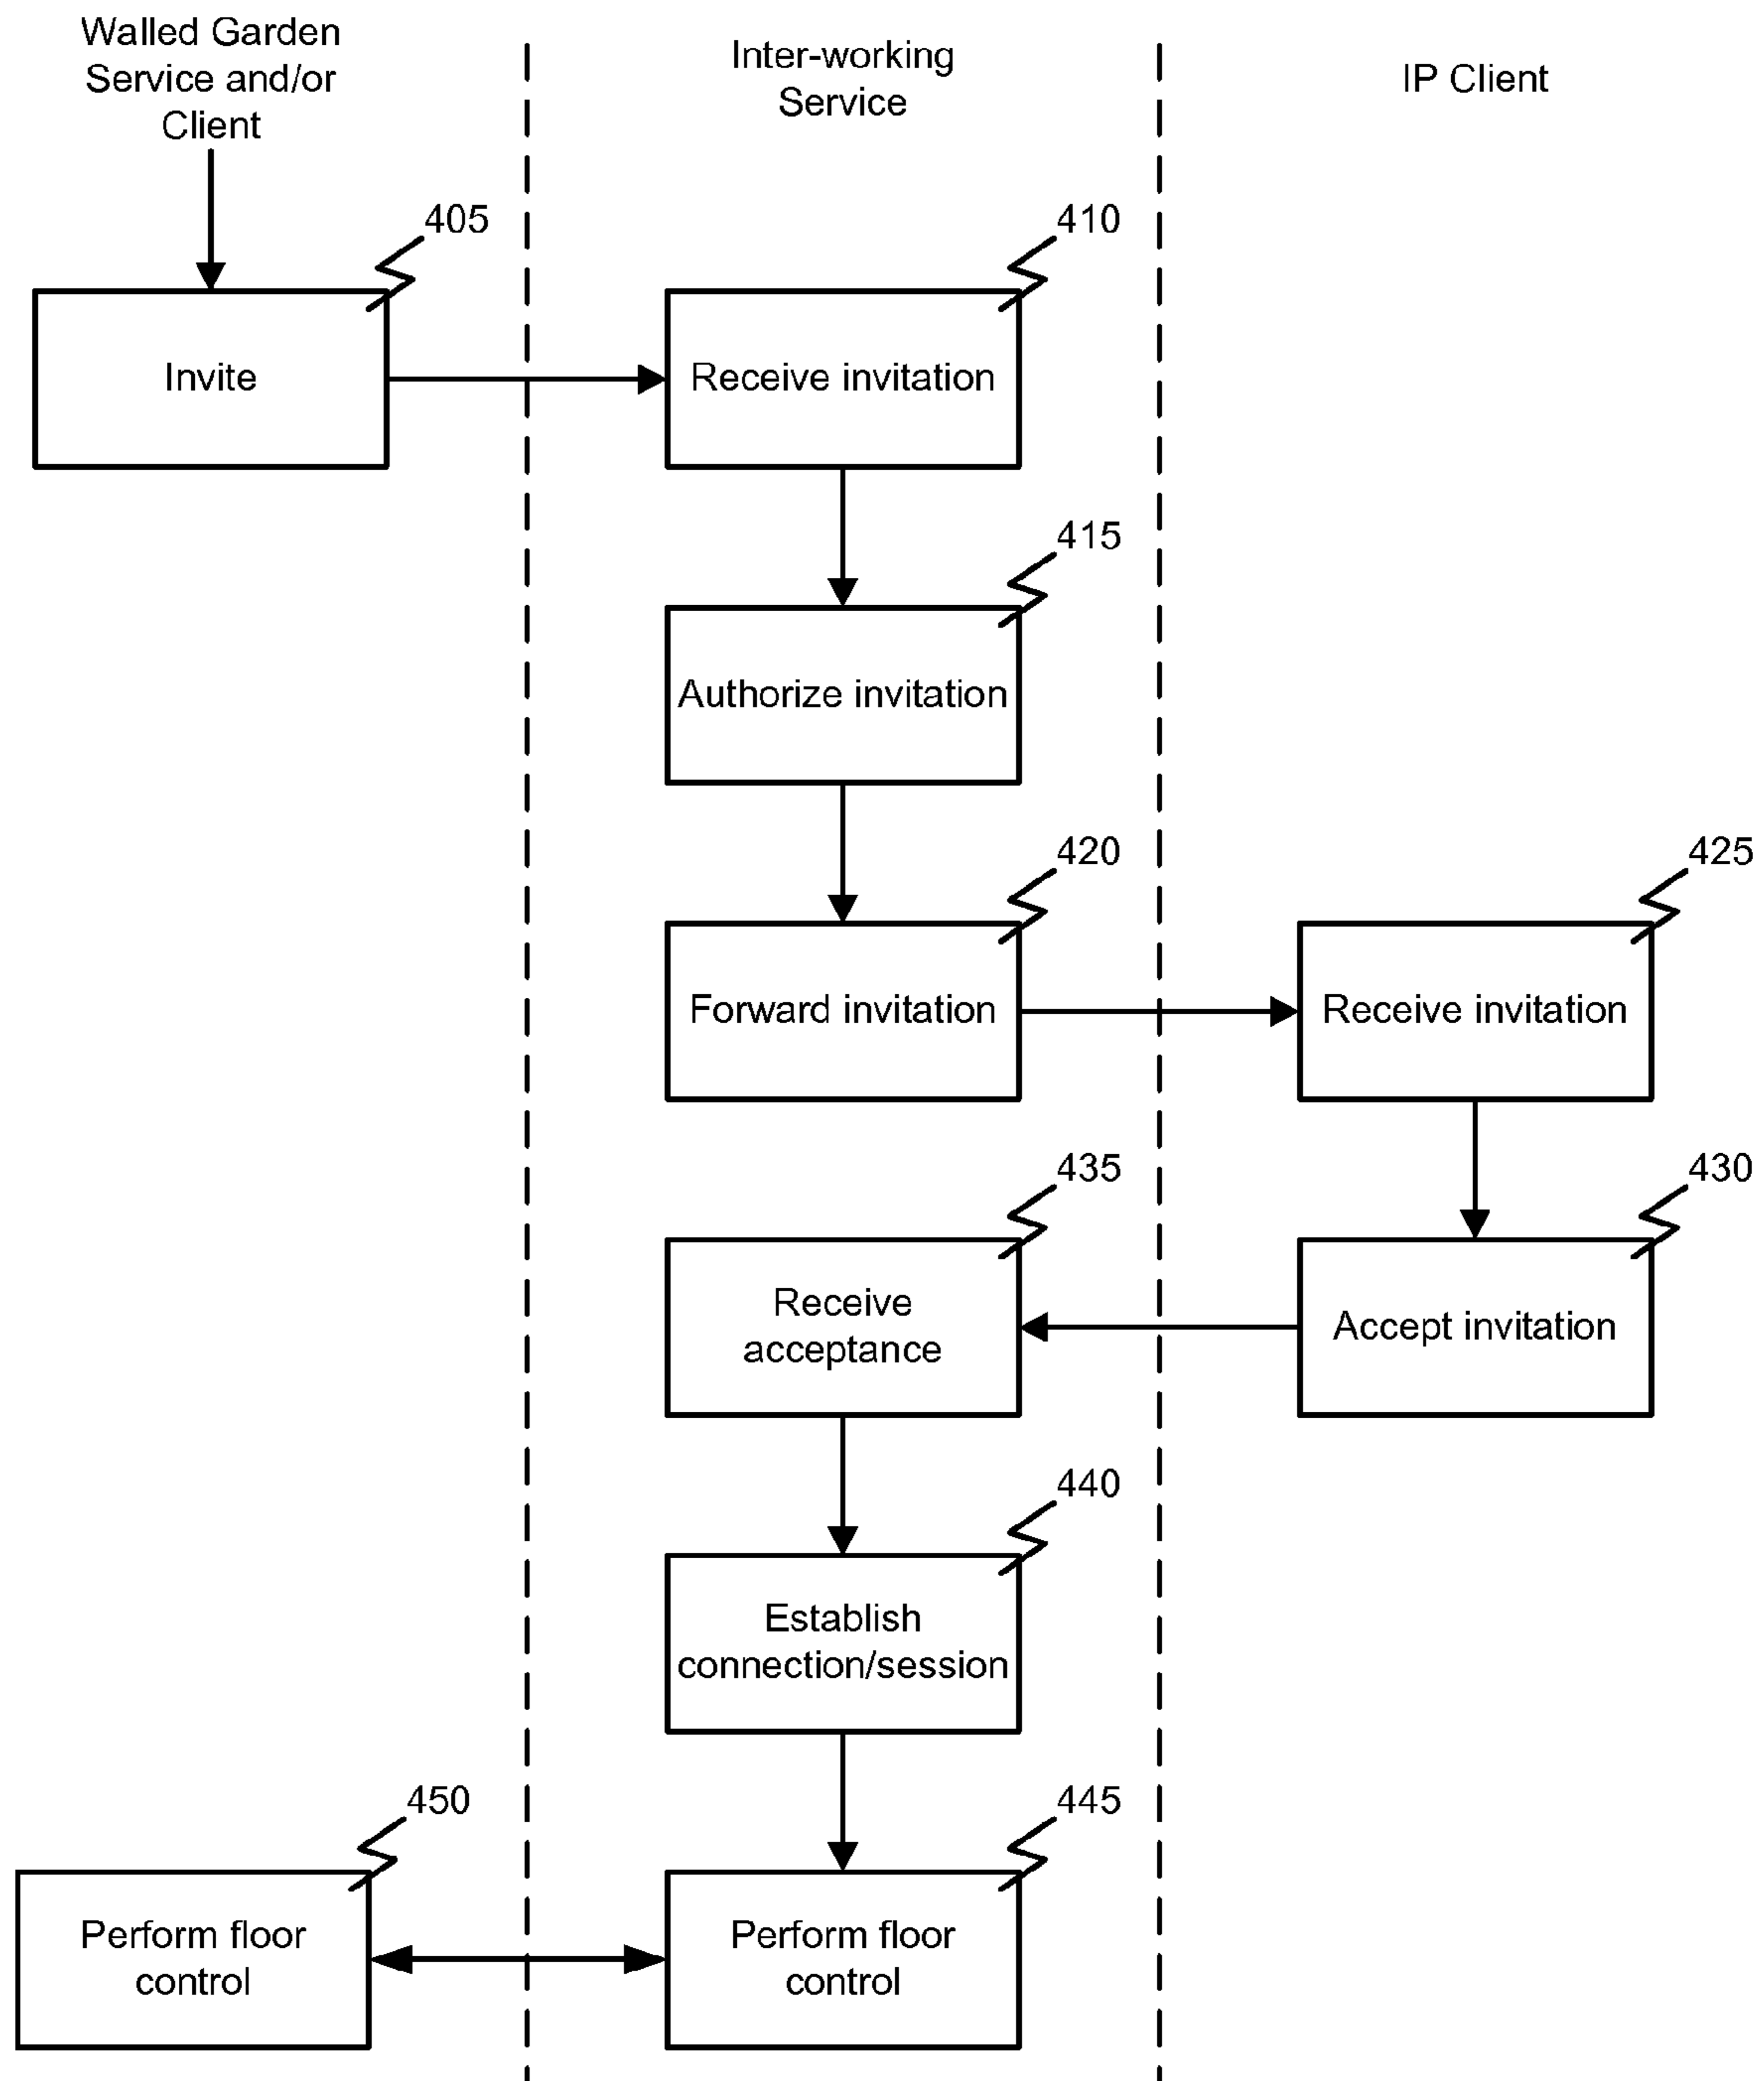 Walled Garden
Service and/or
Client
Inter-working
Service
IP Client
405
410
Invite
Receive invitation
415
Authorize invitation
420
425
Forward invitation
Receive invitation
435
430
Receive
acceptance
Accept invitation
440
Establish
connection/session
450
445
Perform floor
control
Perform floor
control